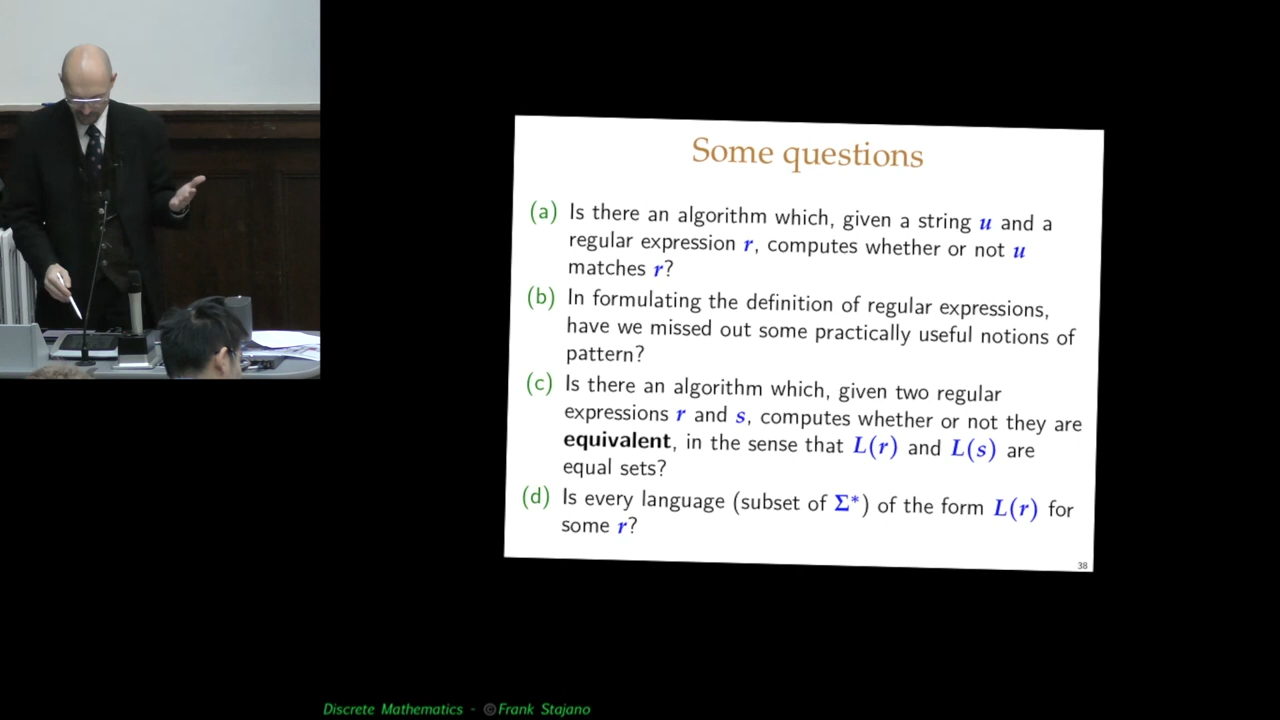 Some questions
(a) Is there an algorithm which, given a string u and a
regular expression r, computes whether or not u
matches r?
(b) In formulating the definition of regular expressions,
have we missed out some practically useful notions of
pattern?
(c) Is there an algorithm which, given two regular
expressions r and s, computes whether or not they are
equivalent, in the sense that L(r) and L(s) are
equal sets?
(d) Is every language (subset of Σ*) of the form L(r) for
some r?
38
Discrete Mathematics - ©Frank Stajano